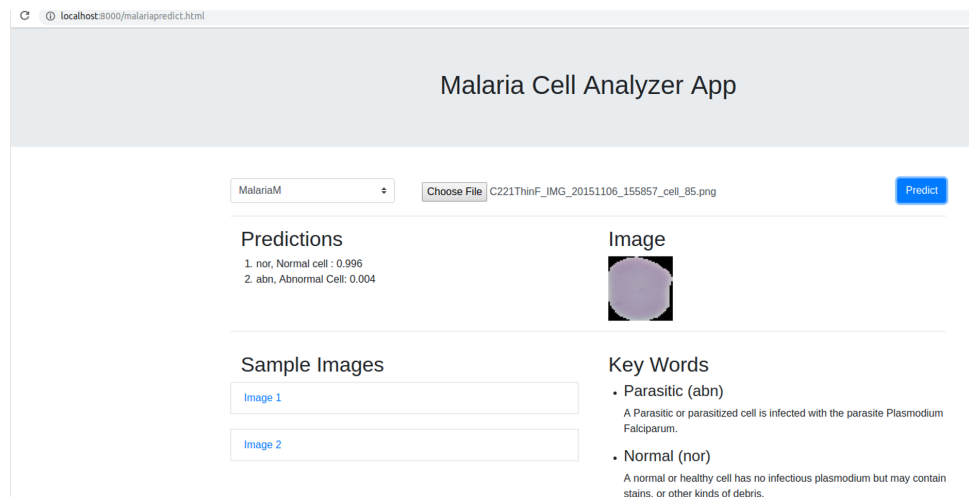 localhost:8000/malariapredict.html
Malaria Cell Analyzer App
MalariaM
Choose File C221ThinF_IMG_20151106_155857_cell_85.png
Predict
Predictions
1. nor, Normal cell : 0.996
2. abn, Abnormal Cell: 0.004
Image
Sample Images
Image 1
Image 2
Key Words
• Parasitic (abn)
A Parasitic or parasitized cell is infected with the parasite Plasmodium
Falciparum.
• Normal (nor)
A normal or healthy cell has no infectious plasmodium but may contain
stains, or other kinds of debris.